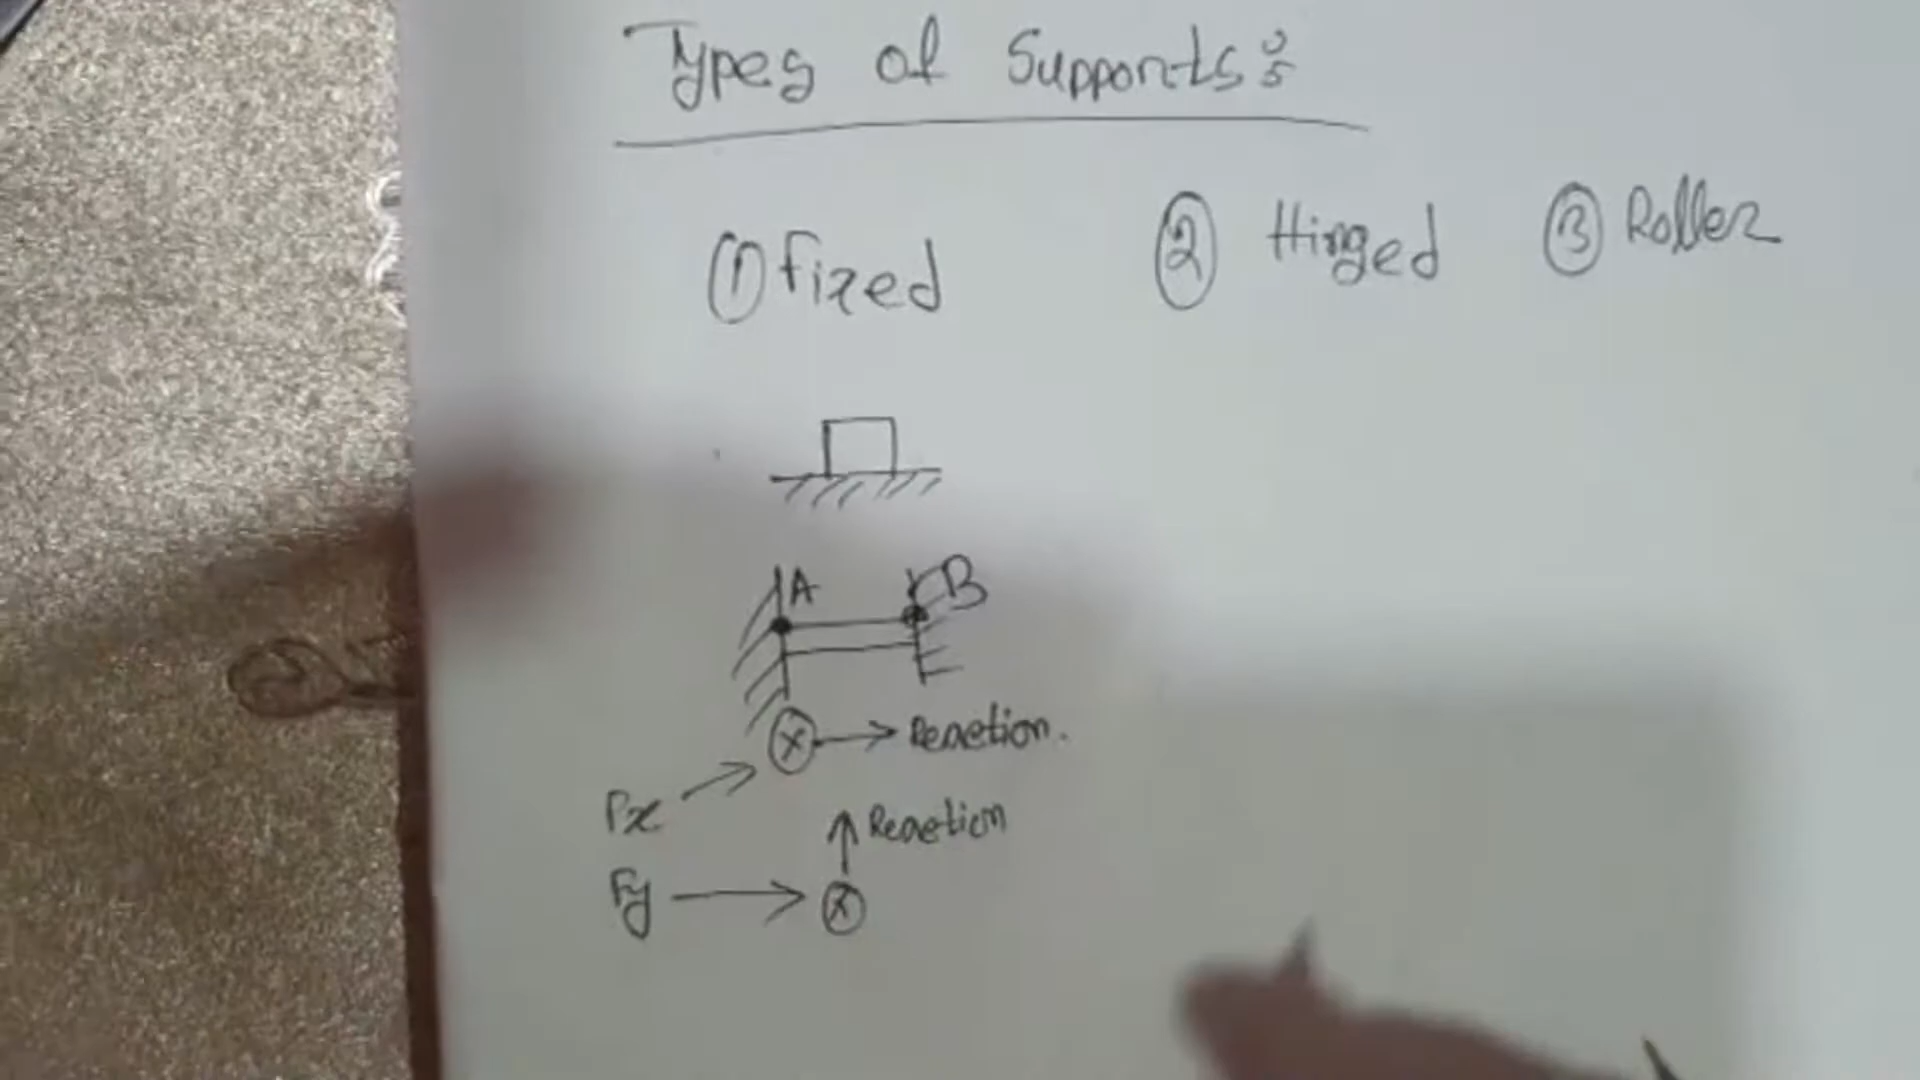 Types of Supports:
① fixed ② Hinged ③ Roller
A B
X → Reaction.
Fx
↑ Reaction
Fy → X